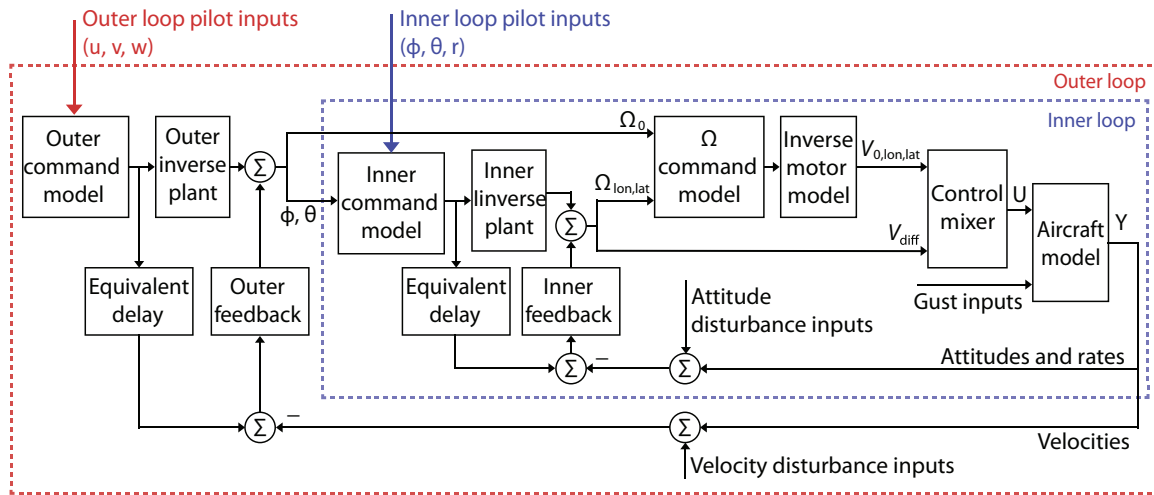 Outer loop pilot inputs
(u, v, w)
Inner loop pilot inputs
(ϕ, θ, r)
Outer loop
Inner loop
Outer
command
model
Outer
inverse
plant
Σ
Ω0
ϕ, θ
Inner
command
model
Inner
linverse
plant
Σ
Ωlon,lat
Ω
command
model
Inverse
motor
model
V0,lon,lat
Vdiff
Control
mixer
U
Aircraft
model
Y
Gust inputs
Equivalent
delay
Outer
feedback
Equivalent
delay
Inner
feedback
Attitude
disturbance inputs
Σ
–
Σ
Attitudes and rates
Σ
–
Σ
Velocities
Velocity disturbance inputs